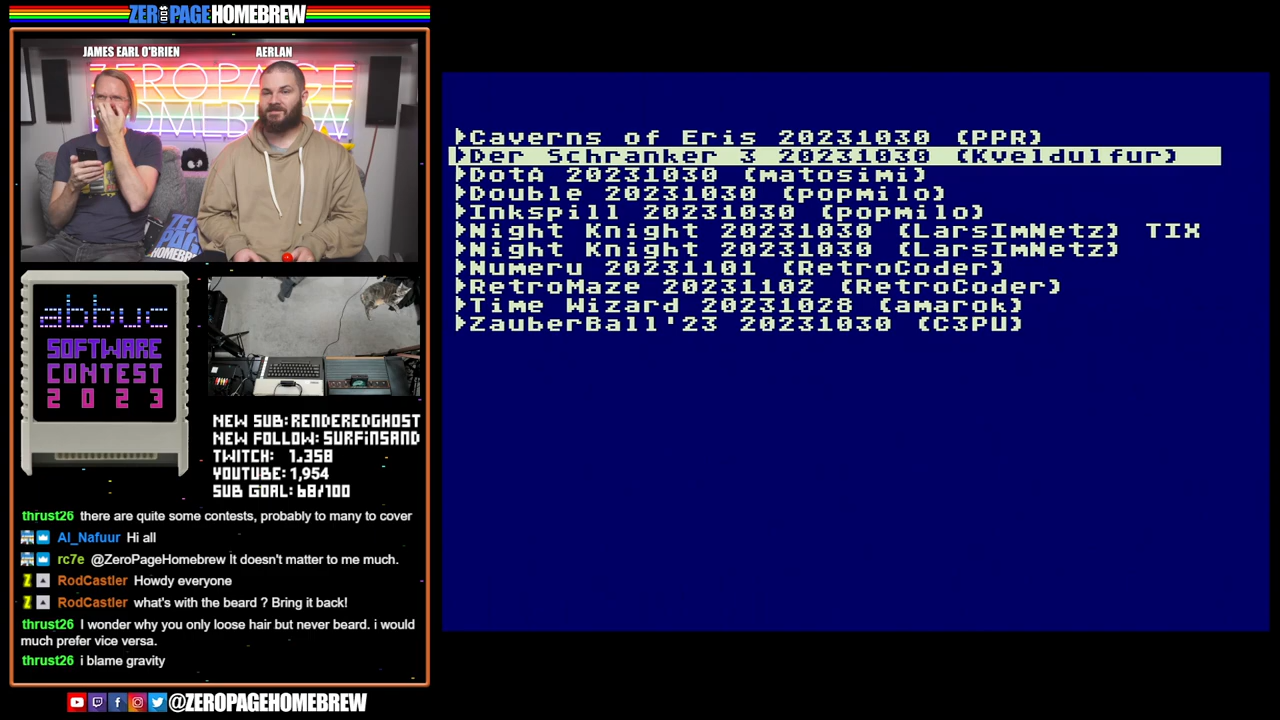 ZEROPAGE HOMEBREW
JAMES EARL O'BRIEN
AERLAN
ZEROPAGE
HOMEBREW
abbuc
SOFTWARE
CONTEST
2023
NEW SUB: RENDEREDGHOST
NEW FOLLOW: SURFINSAND
TWITCH: 1,358
YOUTUBE: 1,954
SUB GOAL: 68/100
thrust26 there are quite some contests, probably to many to cover
Al_Nafuur Hi all
rc7e @ZeroPageHomebrew It doesn't matter to me much.
RodCastler Howdy everyone
RodCastler what's with the beard ? Bring it back!
thrust26 I wonder why you only loose hair but never beard. i would
much prefer vice versa.
thrust26 i blame gravity
@ZEROPAGEHOMEBREW
Caverns of Eris 20231030 (PPR)
Der Schranker 3 20231030 (Kveldulfur)
DotA 20231030 (matosimi)
Double 20231030 (popmilo)
Inkspill 20231030 (popmilo)
Night Knight 20231030 (LarsImNetz) TIX
Night Knight 20231030 (LarsImNetz)
Numeru 20231101 (RetroCoder)
RetroMaze 20231102 (RetroCoder)
Time Wizard 20231028 (amarok)
ZauberBall'23 20231030 (C3PU)